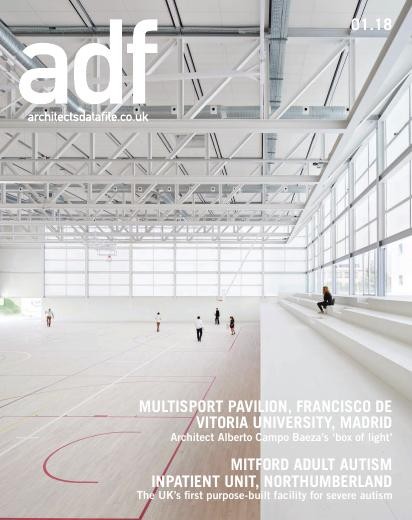 adf
01.18
architectsdatafile.co.uk
MULTISPORT PAVILION, FRANCISCO DE
VITORIA UNIVERSITY, MADRID
Architect Alberto Campo Baeza's 'box of light'
MITFORD ADULT AUTISM
INPATIENT UNIT, NORTHUMBERLAND
The UK's first purpose-built facility for severe autism